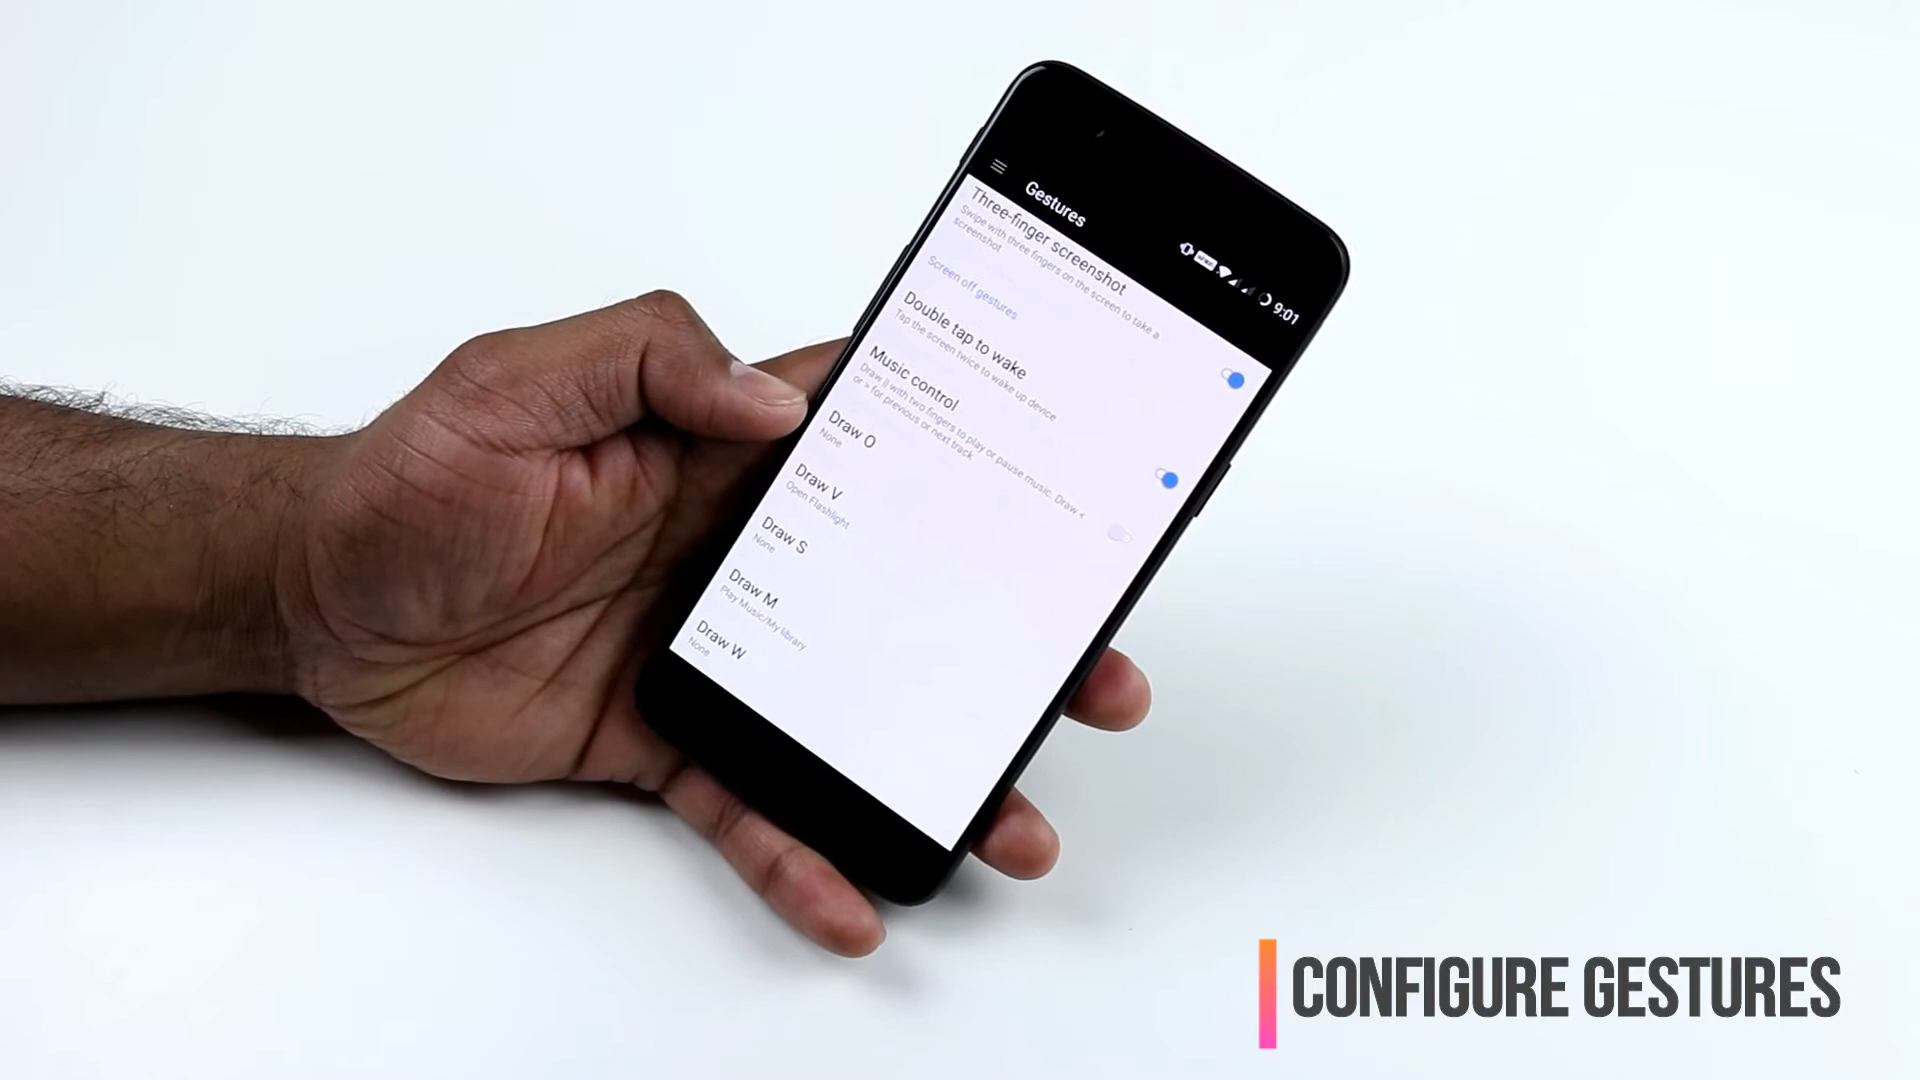 Gestures
9:01
Three-finger screenshot
Swipe with three fingers on the screen to take a
screenshot
Screen off gestures
Double tap to wake
Tap the screen twice to wake up device
Music control
Draw || with two fingers to play or pause music. Draw <
or > for previous or next track.
Draw O
None
Draw V
Open Flashlight
Draw S
None
Draw M
Play Music/My library
Draw W
None
CONFIGURE GESTURES